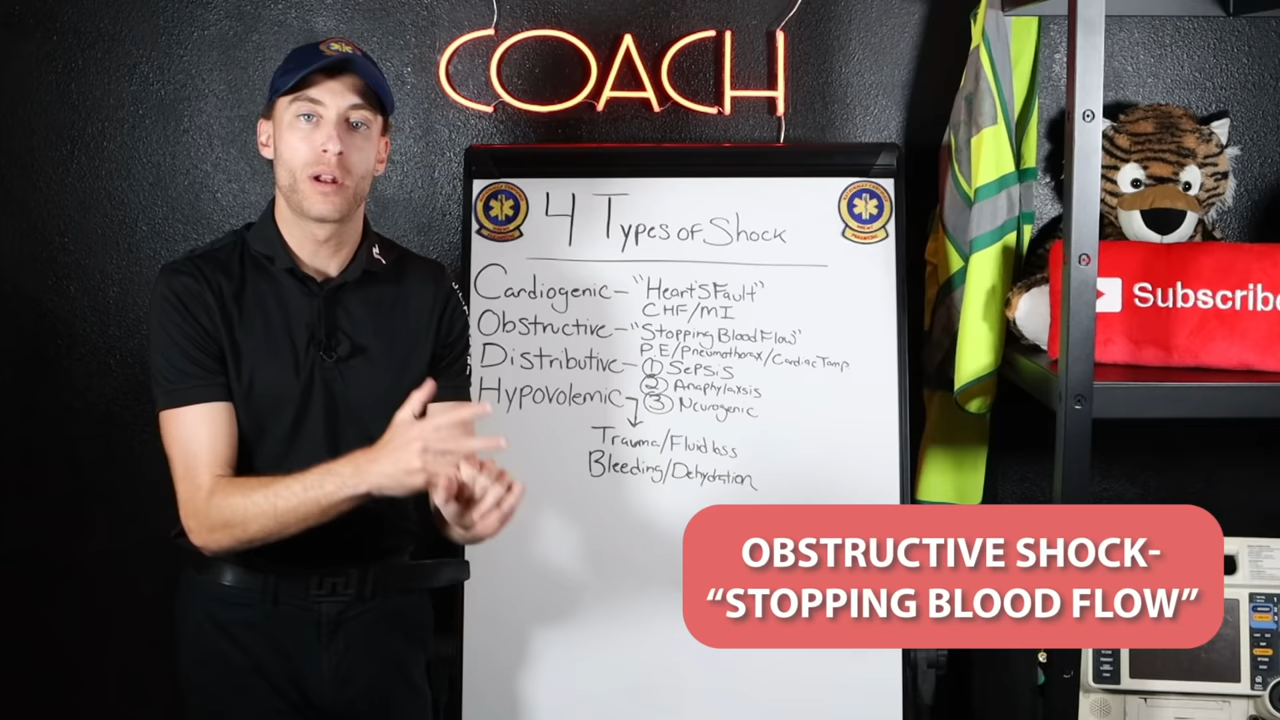 COACH
4 Types of Shock
Cardiogenic – "Heart's Fault"
CHF/MI
Obstructive – "Stopping Blood Flow"
P.E/Pneumothorax/Cardiac Tamp
Distributive – ① Sepsis
② Anaphylaxsis
Hypovolemic ③ Neurogenic
Trauma/Fluid loss
Bleeding/Dehydration
Subscribe
OBSTRUCTIVE SHOCK-
“STOPPING BLOOD FLOW”